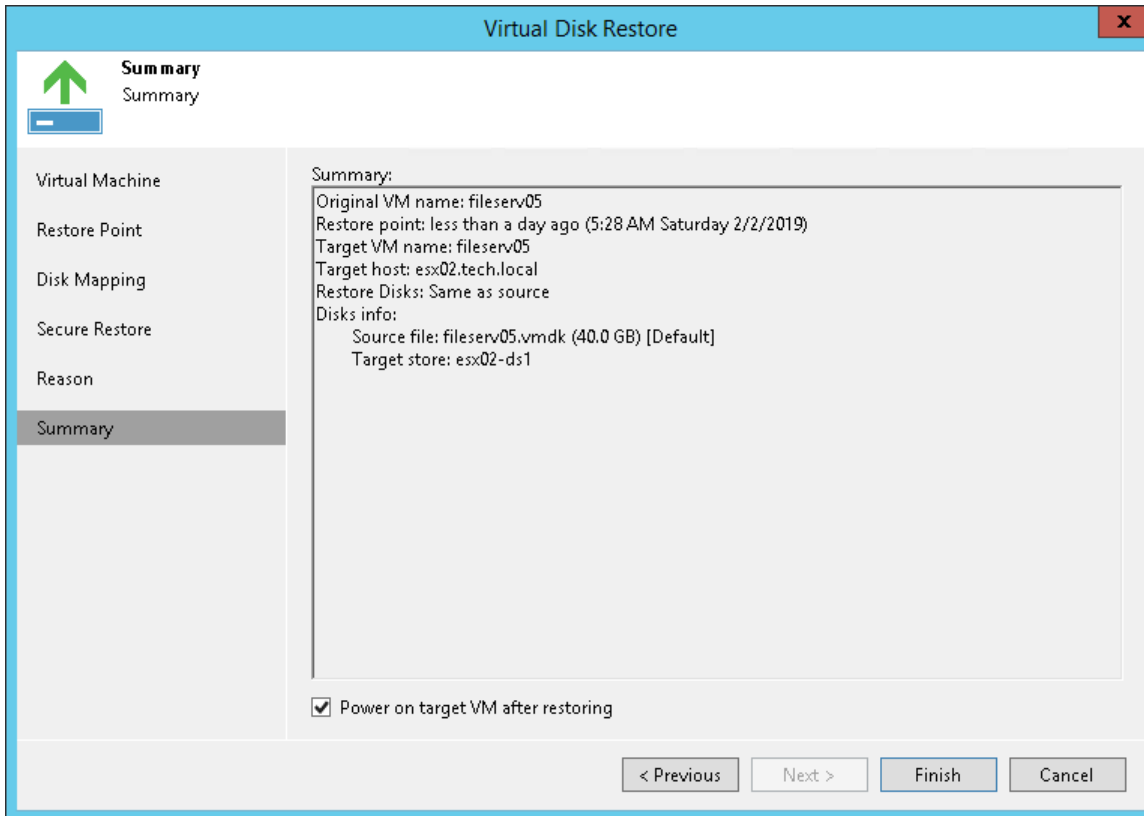 Virtual Disk Restore
x
Summary
Summary
Virtual Machine
Restore Point
Disk Mapping
Secure Restore
Reason
Summary
Summary:
Original VM name: fileserv05
Restore point: less than a day ago (5:28 AM Saturday 2/2/2019)
Target VM name: fileserv05
Target host: esx02.tech.local
Restore Disks: Same as source
Disks info:
Source file: fileserv05.vmdk (40.0 GB) [Default]
Target store: esx02-ds1
Power on target VM after restoring
< Previous
Next >
Finish
Cancel